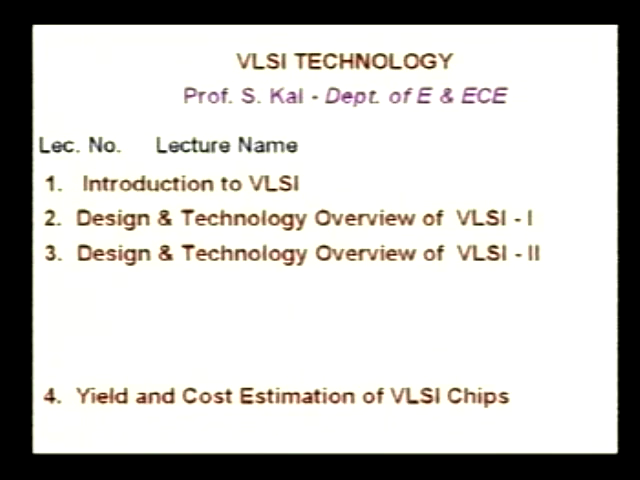 VLSI TECHNOLOGY
Prof. S. Kal - Dept. of E & ECE
Lec. No. Lecture Name
1. Introduction to VLSI
2. Design & Technology Overview of VLSI - I
3. Design & Technology Overview of VLSI - II
4. Yield and Cost Estimation of VLSI Chips